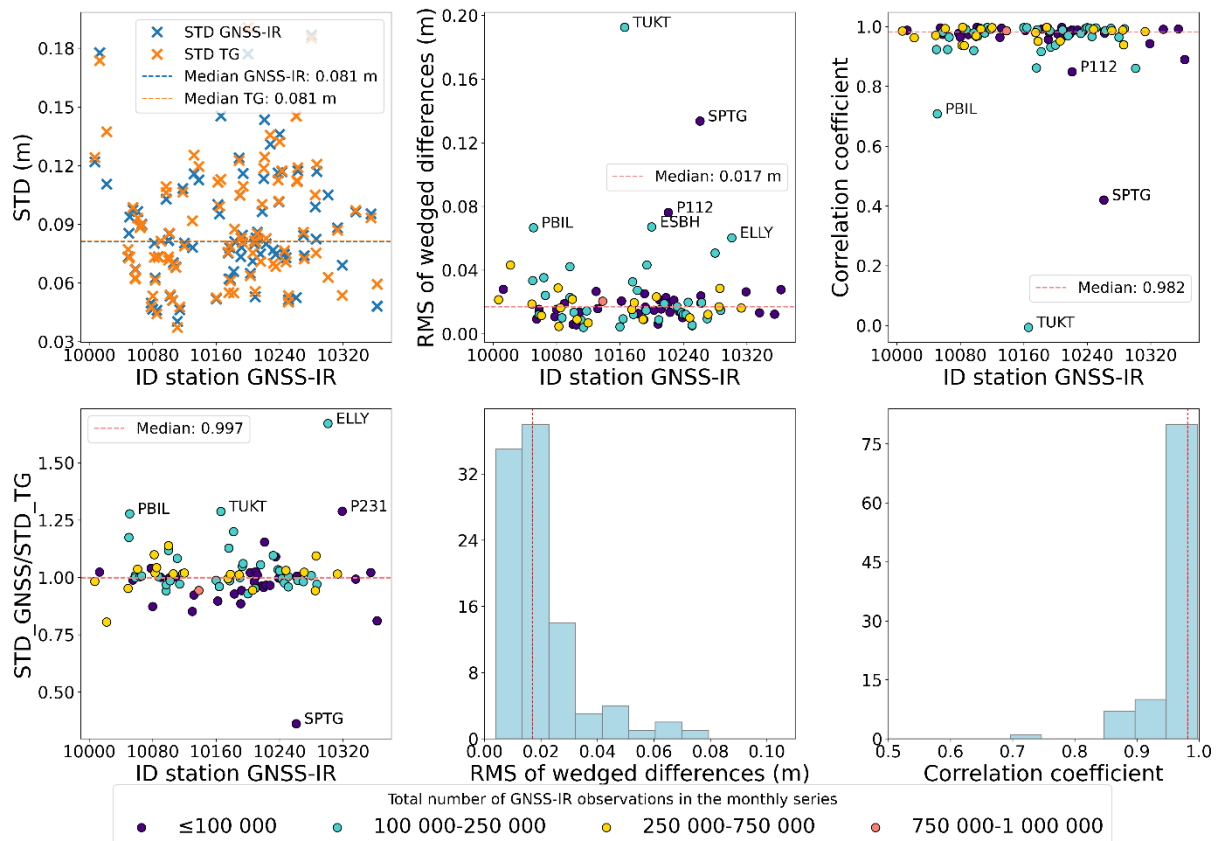 STD (m)
0.18
0.15
0.12
0.09
0.06
0.03
STD GNSS-IR
STD TG
Median GNSS-IR: 0.081 m
Median TG: 0.081 m
10000 10080 10160 10240 10320
ID station GNSS-IR
RMS of wedged differences (m)
0.20
0.16
0.12
0.08
0.04
0.00
TUKT
SPTG
Median: 0.017 m
P112
PBIL
ESBH
ELLY
10000 10080 10160 10240 10320
ID station GNSS-IR
Correlation coefficient
1.0
0.8
0.6
0.4
0.2
0.0
P112
PBIL
SPTG
Median: 0.982
TUKT
10000 10080 10160 10240 10320
ID station GNSS-IR
STD_GNSS/STD_TG
1.50
1.25
1.00
0.75
0.50
Median: 0.997
ELLY
PBIL
TUKT
P231
SPTG
10000 10080 10160 10240 10320
ID station GNSS-IR
32
24
16
8
0
0.00 0.02 0.04 0.06 0.08 0.10
RMS of wedged differences (m)
75
60
45
30
15
0
0.5 0.6 0.7 0.8 0.9 1.0
Correlation coefficient
Total number of GNSS-IR observations in the monthly series
≤100 000
100 000-250 000
250 000-750 000
750 000-1 000 000